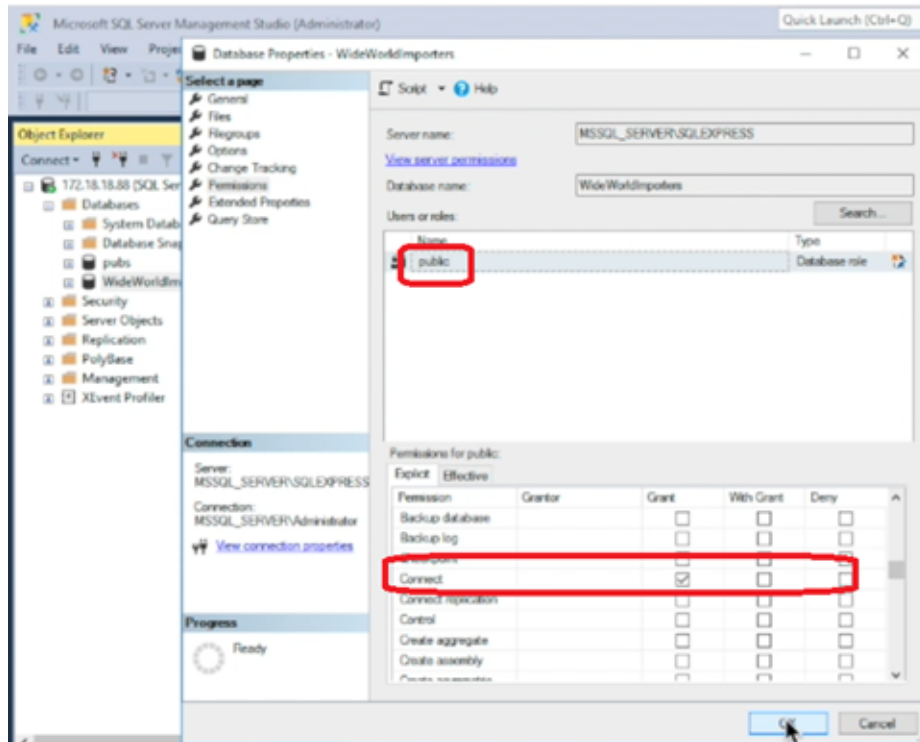 Microsoft SQL Server Management Studio (Administrator)
Quick Launch (Ctrl+Q)
File Edit View Proje
Database Properties - WideWorldImporters
Select a page
General
Files
Filegroups
Options
Change Tracking
Permissions
Extended Properties
Query Store
Script
Help
Object Explorer
Connect
172.18.18.88 (SQL Ser
Databases
System Datab
Database Snap
pubs
WideWorldIm
Security
Server Objects
Replication
PolyBase
Management
XEvent Profiler
Server name: MSSQL_SERVER\SQLEXPRESS
View server permissions
Database name: WideWorldImporters
Users or roles: Search...
Name Type
public Database role
Connection
Server:
MSSQL_SERVER\SQLEXPRESS
Connection:
MSSQL_SERVER\Administrator
View connection properties
Progress
Ready
Permissions for public:
Explicit Effective
Permission Grantor Grant With Grant Deny
Backup database
Backup log
Connect
Connect replication
Control
Create aggregate
Create assembly
OK Cancel